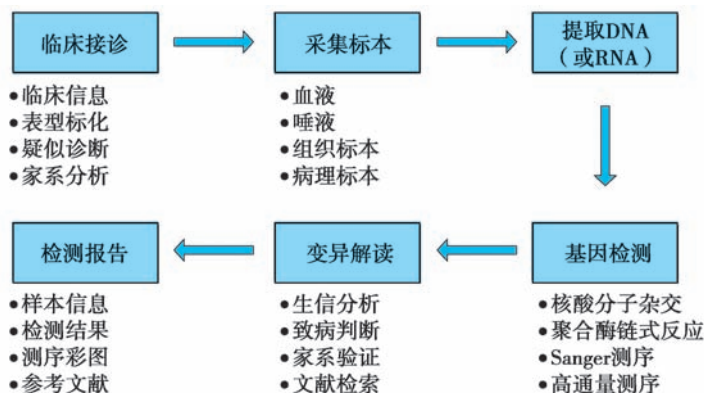 临床接诊
采集标本
提取DNA
（或RNA）
•临床信息
•表型标化
•疑似诊断
•家系分析
•血液
•唾液
•组织标本
•病理标本
检测报告
变异解读
基因检测
•样本信息
•检测结果
•测序彩图
•参考文献
•生信分析
•致病判断
•家系验证
•文献检索
•核酸分子杂交
•聚合酶链式反应
•Sanger测序
•高通量测序